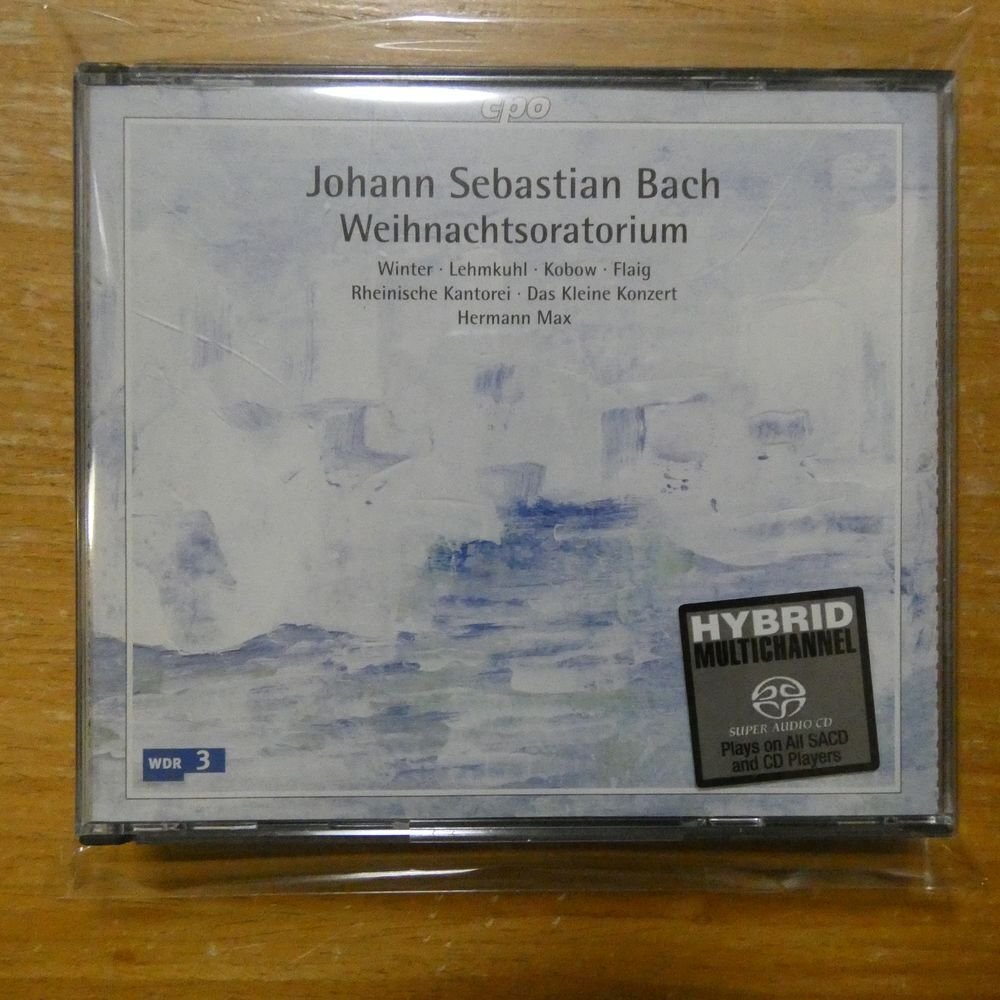 cpo
Johann Sebastian Bach
Weihnachtsoratorium
Winter · Lehmkuhl · Kobow · Flaig
Rheinische Kantorei · Das Kleine Konzert
Hermann Max
HYBRID
MULTICHANNEL
SUPER AUDIO CD
Plays on All SACD
and CD Players
WDR 3